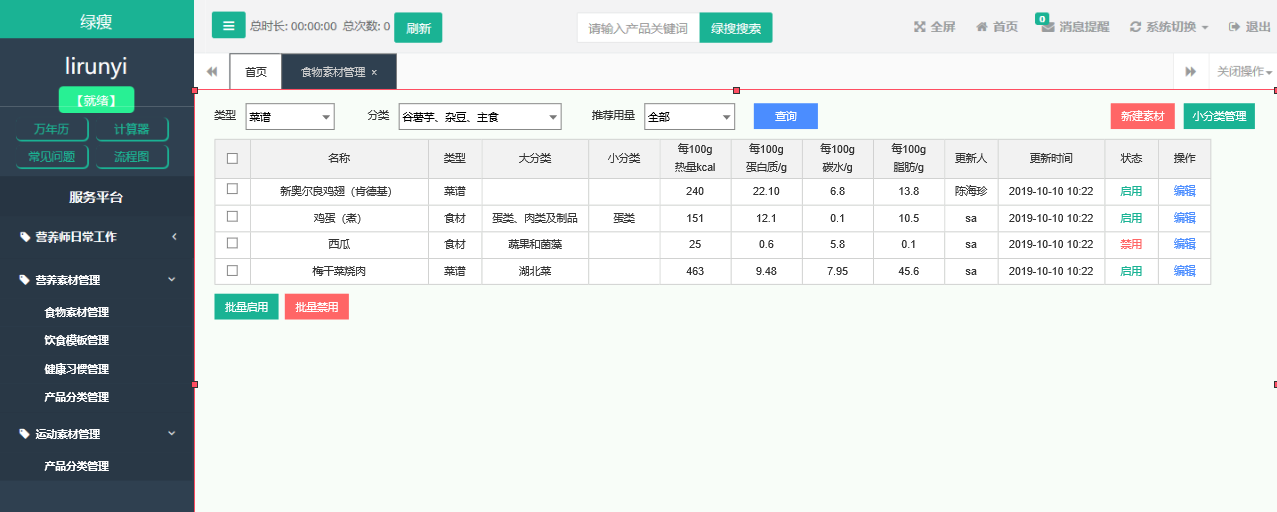 绿瘦
lirunyi
【就绪】
万年历 计算器
常见问题 流程图
服务平台
营养师日常工作
营养素材管理
食物素材管理
饮食模板管理
健康习惯管理
产品分类管理
运动素材管理
产品分类管理
总时长: 00:00:00 总次数: 0 刷新 请输入产品关键词 绿搜搜索 全屏 首页 0 消息提醒 系统切换 退出
首页 食物素材管理 × 关闭操作
类型 菜谱 分类 谷薯芋、杂豆、主食 推荐用量 全部 查询 新建素材 小分类管理
名称 类型 大分类 小分类 每100g 热量kcal 每100g 蛋白质/g 每100g 碳水/g 每100g 脂肪/g 更新人 更新时间 状态 操作
新奥尔良鸡翅（肯德基） 菜谱 240 22.10 6.8 13.8 陈海珍 2019-10-10 10:22 启用 编辑
鸡蛋（煮） 食材 蛋类、肉类及制品 蛋类 151 12.1 0.1 10.5 sa 2019-10-10 10:22 启用 编辑
西瓜 食材 蔬果和菌藻 25 0.6 5.8 0.1 sa 2019-10-10 10:22 禁用 编辑
梅干菜烧肉 菜谱 湖北菜 463 9.48 7.95 45.6 sa 2019-10-10 10:22 启用 编辑
批量启用 批量禁用